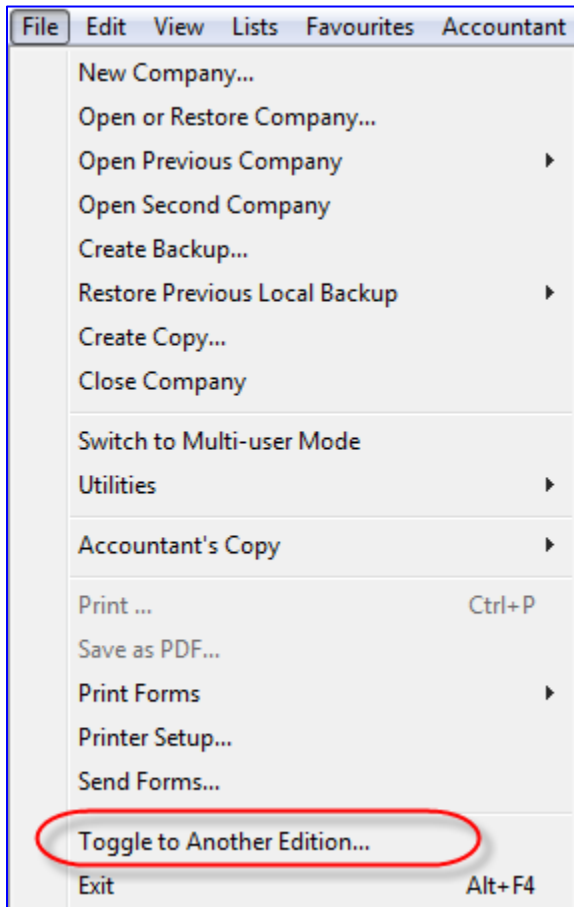 File Edit View Lists Favourites Accountant
New Company...
Open or Restore Company...
Open Previous Company
Open Second Company
Create Backup...
Restore Previous Local Backup
Create Copy...
Close Company
Switch to Multi-user Mode
Utilities
Accountant's Copy
Print ... Ctrl+P
Save as PDF...
Print Forms
Printer Setup...
Send Forms...
Toggle to Another Edition...
Exit Alt+F4